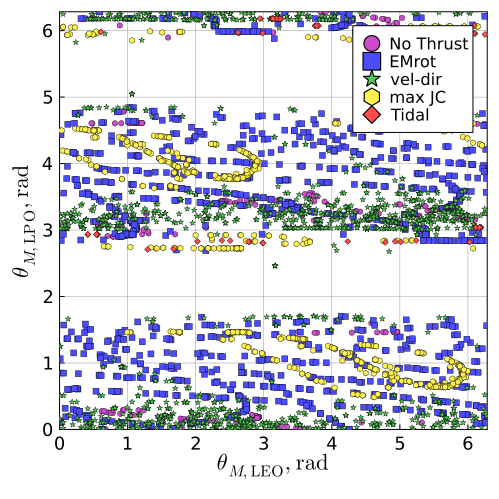 6
5
4
3
2
1
0
0 1 2 3 4 5 6
θM,LPO, rad
θM,LEO, rad
No Thrust
EMrot
vel-dir
max JC
Tidal